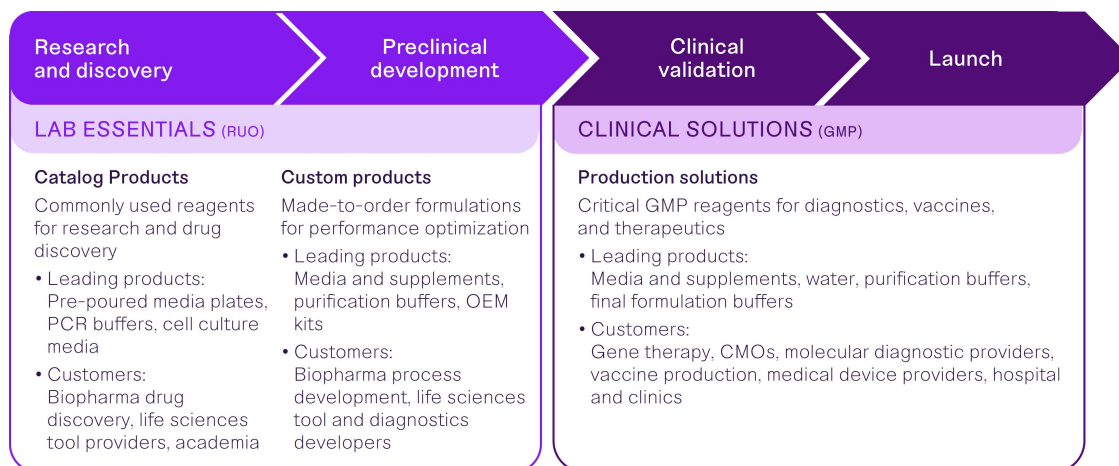 Research
and discovery
Preclinical
development
Clinical
validation
Launch
LAB ESSENTIALS (RUO)
Catalog Products
Commonly used reagents
for research and drug
discovery
• Leading products:
Pre-poured media plates,
PCR buffers, cell culture
media
• Customers:
Biopharma drug
discovery, life sciences
tool providers, academia
Custom products
Made-to-order formulations
for performance optimization
• Leading products:
Media and supplements,
purification buffers, OEM
kits
• Customers:
Biopharma process
development, life sciences
tool and diagnostics
developers
CLINICAL SOLUTIONS (GMP)
Production solutions
Critical GMP reagents for diagnostics, vaccines,
and therapeutics
• Leading products:
Media and supplements, water, purification buffers,
final formulation buffers
• Customers:
Gene therapy, CMOs, molecular diagnostic providers,
vaccine production, medical device providers, hospital
and clinics